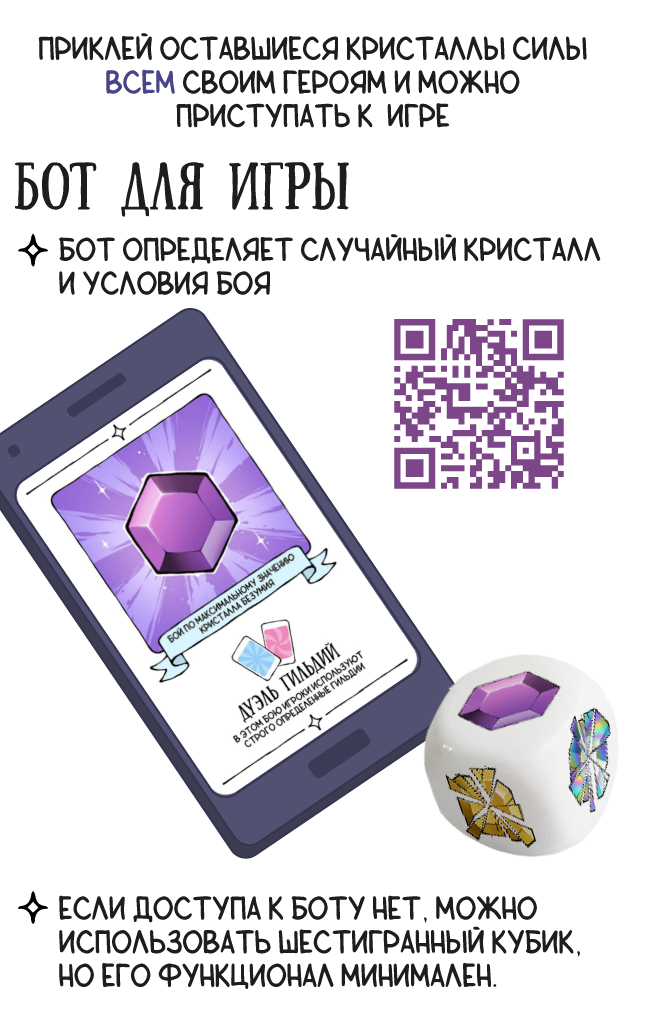 ПРИКЛЕЙ ОСТАВШИЕСЯ КРИСТАЛЛЫ СИЛЫ
ВСЕМ СВОИМ ГЕРОЯМ И МОЖНО
ПРИСТУПАТЬ К ИГРЕ
БОТ ДЛЯ ИГРЫ
БОТ ОПРЕДЕЛЯЕТ СЛУЧАЙНЫЙ КРИСТАЛЛ
И УСЛОВИЯ БОЯ
БОЙ ПО МАКСИМАЛЬНОМУ ЗНАЧЕНИЮ
КРИСТАЛЛА БЕЗУМИЯ
ДУЭЛЬ ГИЛЬДИЙ
В ЭТОМ БОЮ ИГРОКИ ИСПОЛЬЗУЮТ
СТРОГО ОПРЕДЕЛЕННЫЕ ГИЛЬДИИ
ЕСЛИ ДОСТУПА К БОТУ НЕТ, МОЖНО
ИСПОЛЬЗОВАТЬ ШЕСТИГРАННЫЙ КУБИК,
НО ЕГО ФУНКЦИОНАЛ МИНИМАЛЕН.